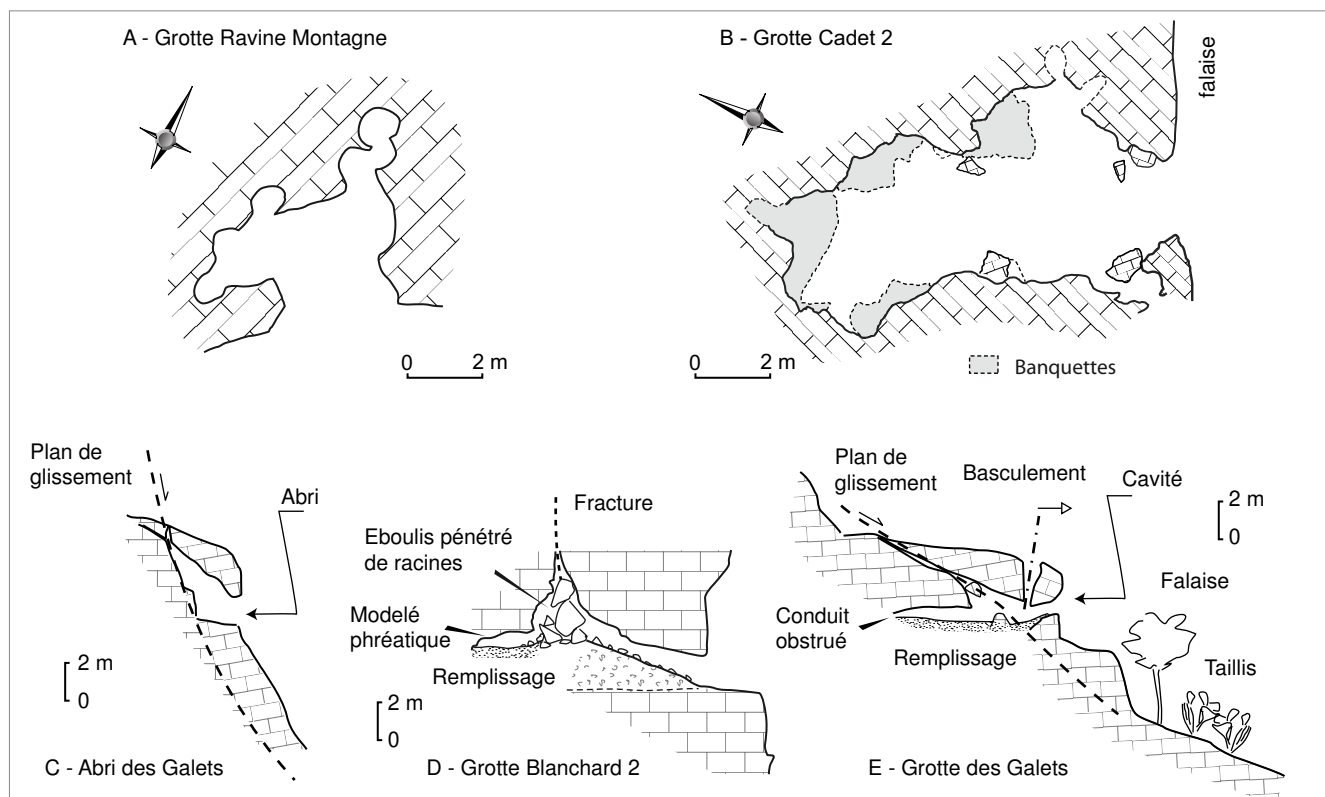 A - Grotte Ravine Montagne
B - Grotte Cadet 2
falaise
0 2 m
0 2 m
Banquettes
Plan de
glissement
Abri
2 m
0
C - Abri des Galets
Fracture
Eboulis pénétré
de racines
Modelé
phréatique
Remplissage
2 m
0
D - Grotte Blanchard 2
Plan de
glissement
Basculement
Cavité
2 m
0
Falaise
Conduit
obstrué
Remplissage
Taillis
E - Grotte des Galets